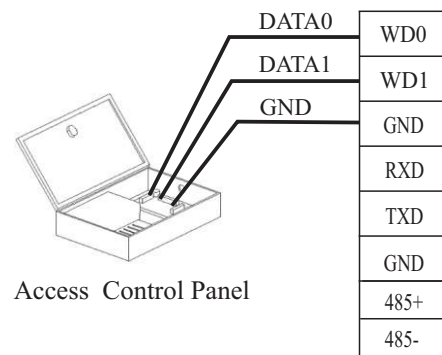 DATA0
WD0
DATA1
WD1
GND
GND
RXD
TXD
GND
Access Control Panel
485+
485-